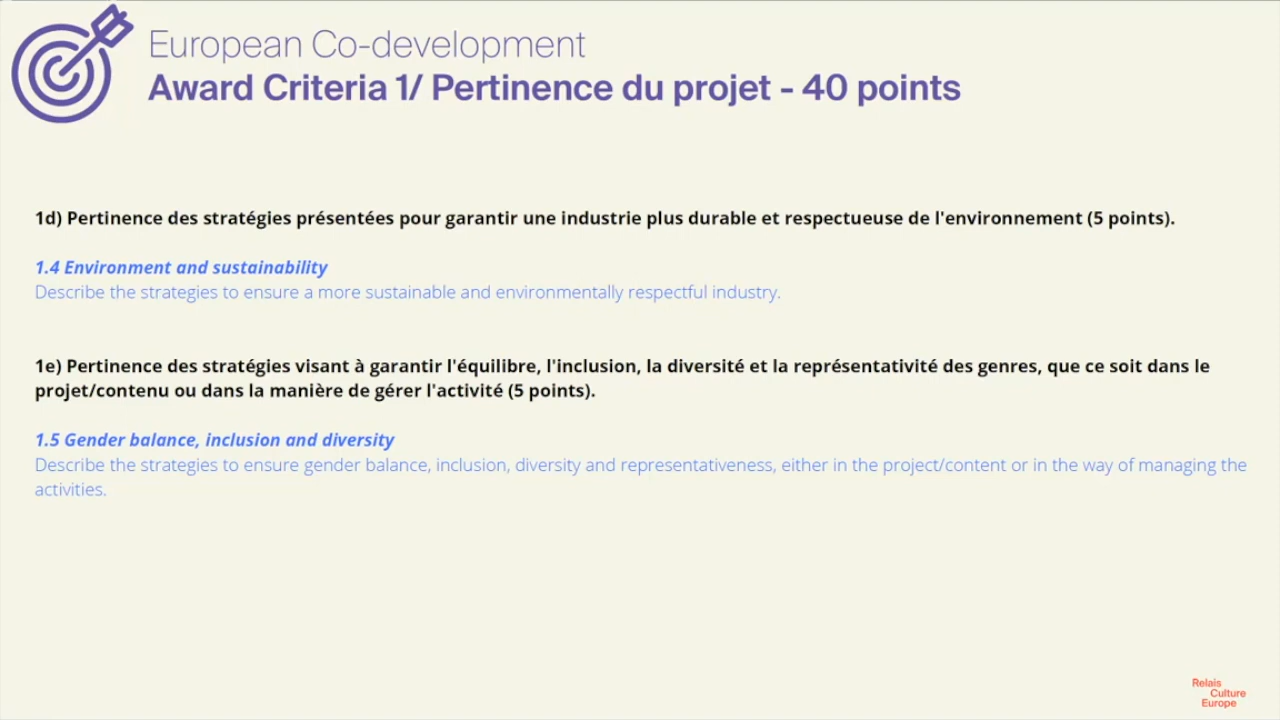 European Co-development
Award Criteria 1/ Pertinence du projet - 40 points
1d) Pertinence des stratégies présentées pour garantir une industrie plus durable et respectueuse de l'environnement (5 points).
1.4 Environment and sustainability
Describe the strategies to ensure a more sustainable and environmentally respectful industry.
1e) Pertinence des stratégies visant à garantir l'équilibre, l'inclusion, la diversité et la représentativité des genres, que ce soit dans le
projet/contenu ou dans la manière de gérer l'activité (5 points).
1.5 Gender balance, inclusion and diversity
Describe the strategies to ensure gender balance, inclusion, diversity and representativeness, either in the project/content or in the way of managing the
activities.
Relais
Culture
Europe